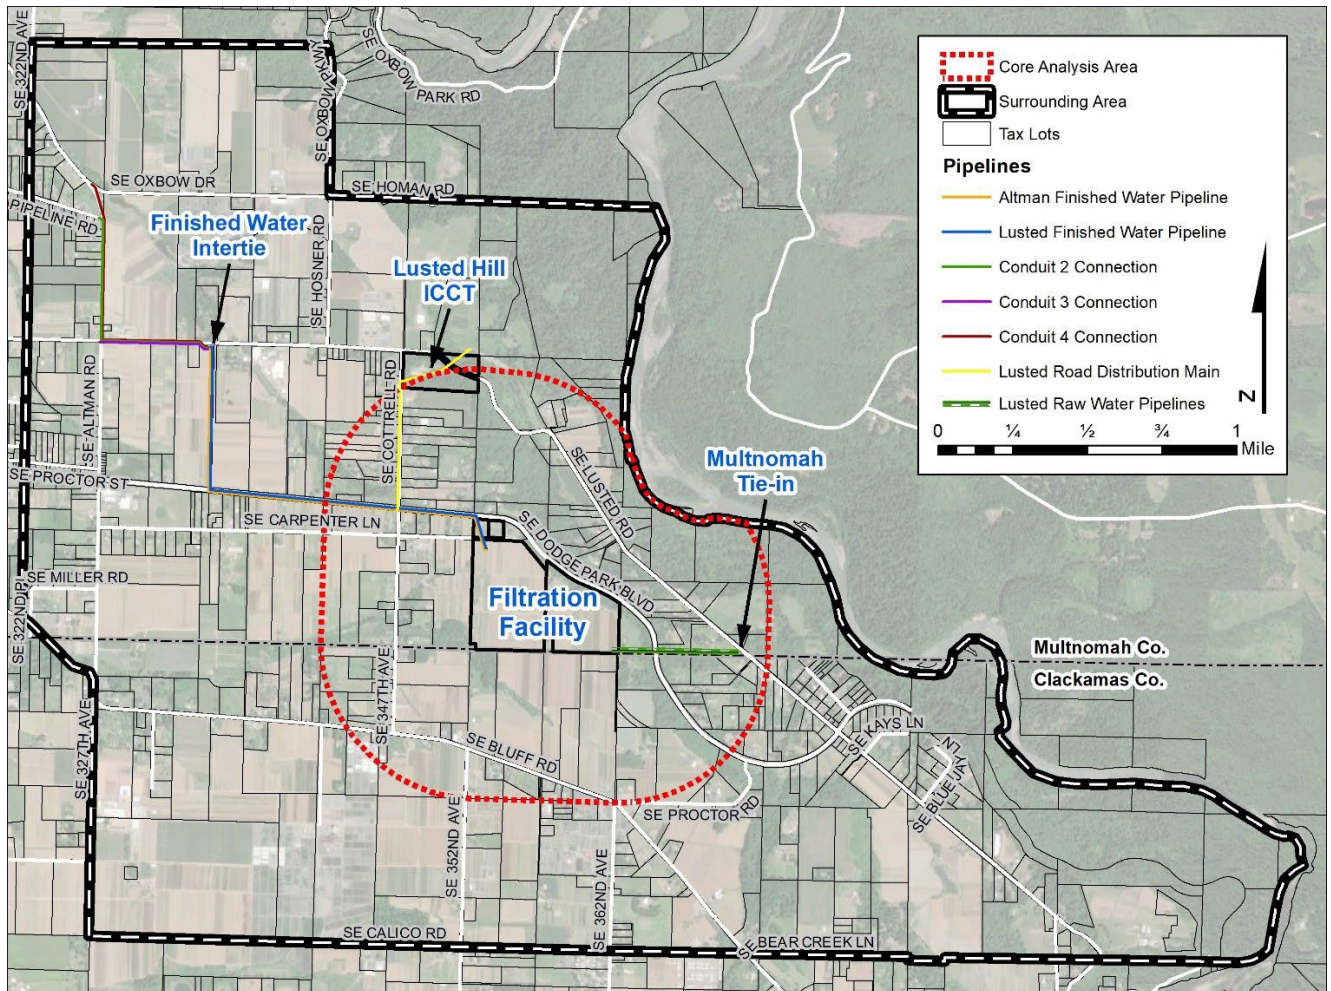 SE 322ND AVE
SE OXBOW PKWY
SE OXBOW
PARK RD
SE OXBOW DR
SE HOMAN RD
PIPELINE RD
Finished Water
Intertie
SE HOSNER RD
Lusted Hill
ICCT
SE ALTMAN RD
SE COTTRELL RD
SE LUSTED RD
Multnomah
Tie-in
SE PROCTOR ST
SE CARPENTER LN
SE DODGE PARK BLVD
SE MILLER RD
Filtration
Facility
SE 322ND PL
Multnomah Co.
Clackamas Co.
SE 347TH AVE
SE 327TH AVE
SE BLUFF RD
SE KAYS LN
SE BLUE JAY LN
SE PROCTOR RD
SE 352ND AVE
SE 362ND AVE
SE CALICO RD
SE BEAR CREEK LN
Core Analysis Area
Surrounding Area
Tax Lots
Pipelines
Altman Finished Water Pipeline
Lusted Finished Water Pipeline
Conduit 2 Connection
Conduit 3 Connection
Conduit 4 Connection
Lusted Road Distribution Main
Lusted Raw Water Pipelines
N
0 ¼ ½ ¾ 1
Mile